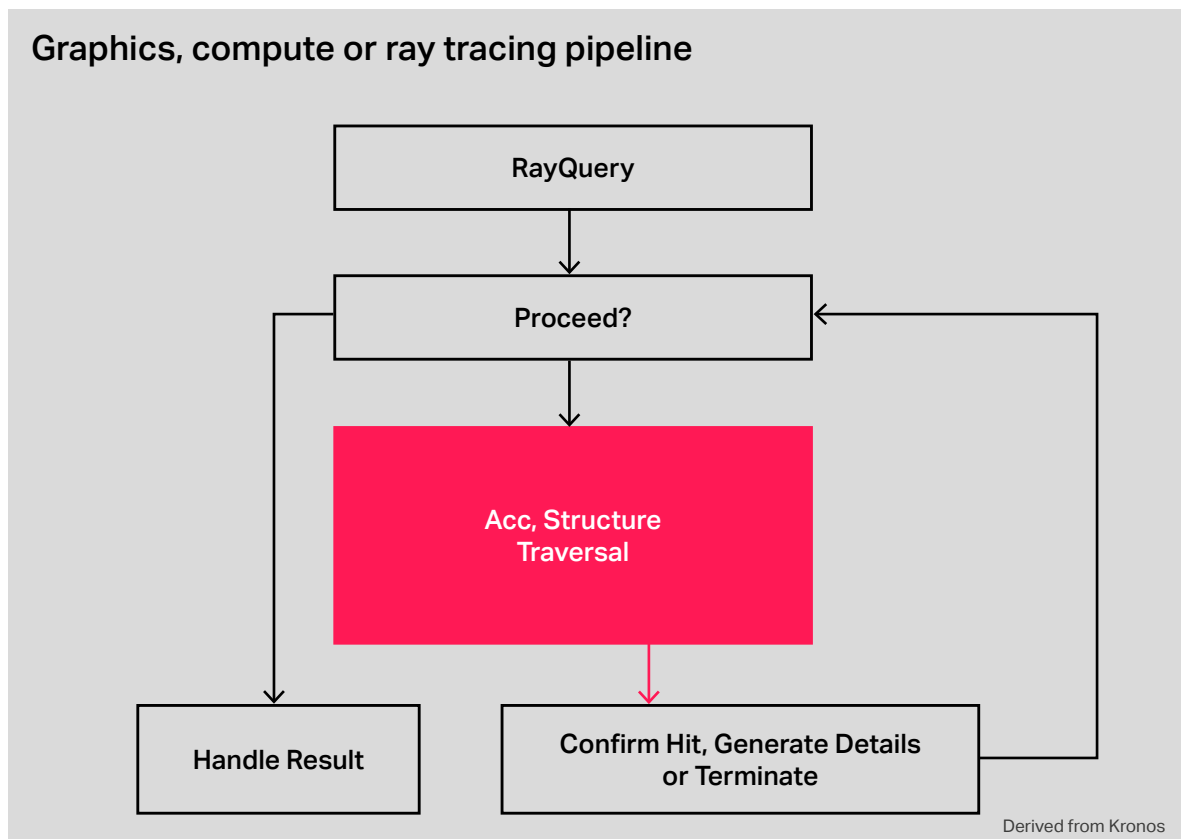 Graphics, compute or ray tracing pipeline
RayQuery
Proceed?
Acc, Structure
Traversal
Handle Result
Confirm Hit, Generate Details
or Terminate
Derived from Kronos